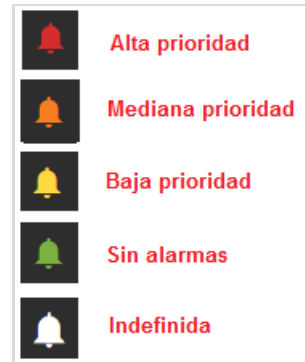 Alta prioridad
Mediana prioridad
Baja prioridad
Sin alarmas
Indefinida